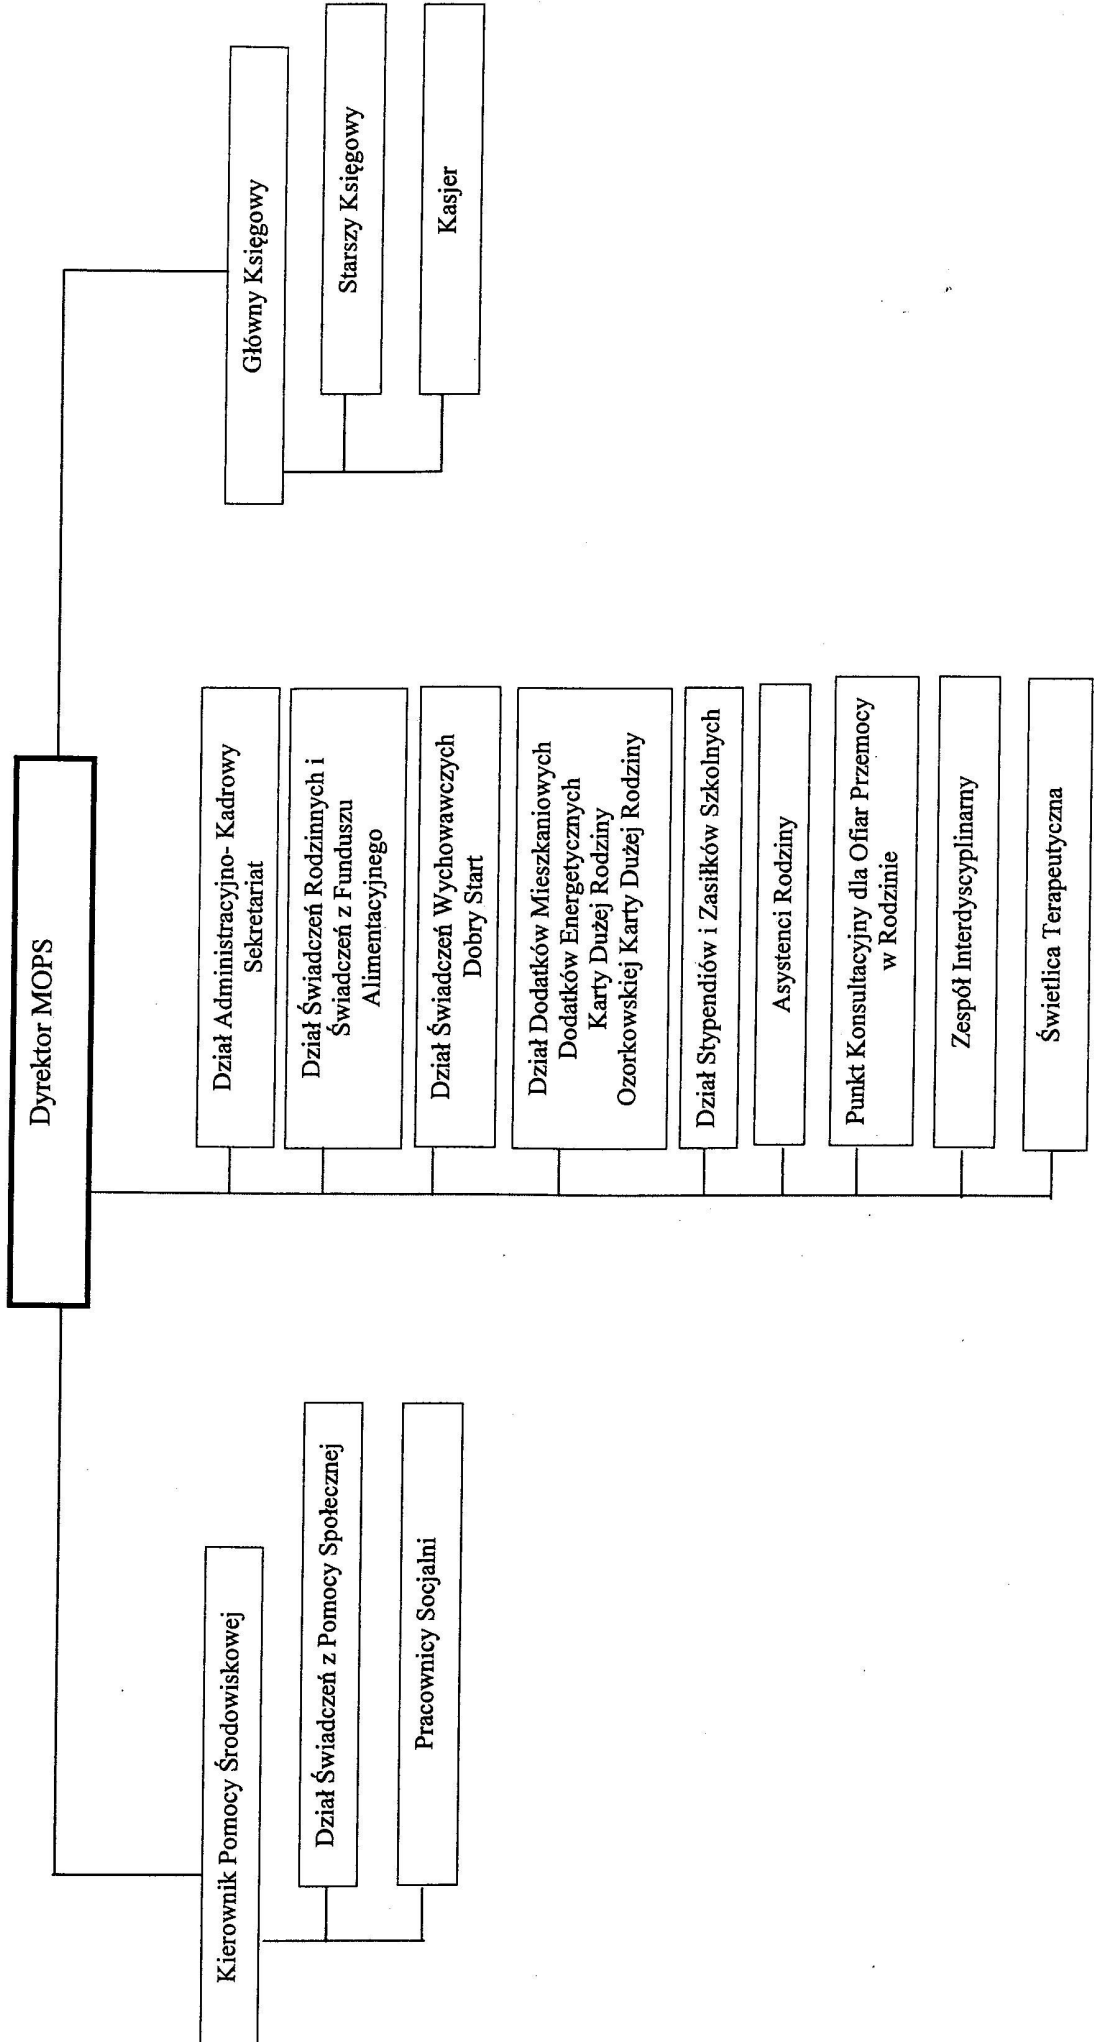 Dyrektor MOPS
Kierownik Pomocy Środowiskowej
Dział Świadczeń z Pomocy Społecznej
Pracownicy Socjalni
Dział Administracyjno- Kadrowy
Sekretariat
Dział Świadczeń Rodzinnych i
Świadczeń z Funduszu
Alimentacyjnego
Dział Świadczeń Wychowawczych
Dobry Start
Dział Dodatków Mieszkaniowych
Dodatków Energetycznych
Karty Dużej Rodziny
Ozorkowskiej Karty Dużej Rodziny
Dział Stypendiów i Zasiłków Szkolnych
Asystenci Rodziny
Punkt Konsultacyjny dla Ofiar Przemocy
w Rodzinie
Zespół Interdyscyplinarny
Świetlica Terapeutyczna
Główny Księgowy
Starszy Księgowy
Kasjer